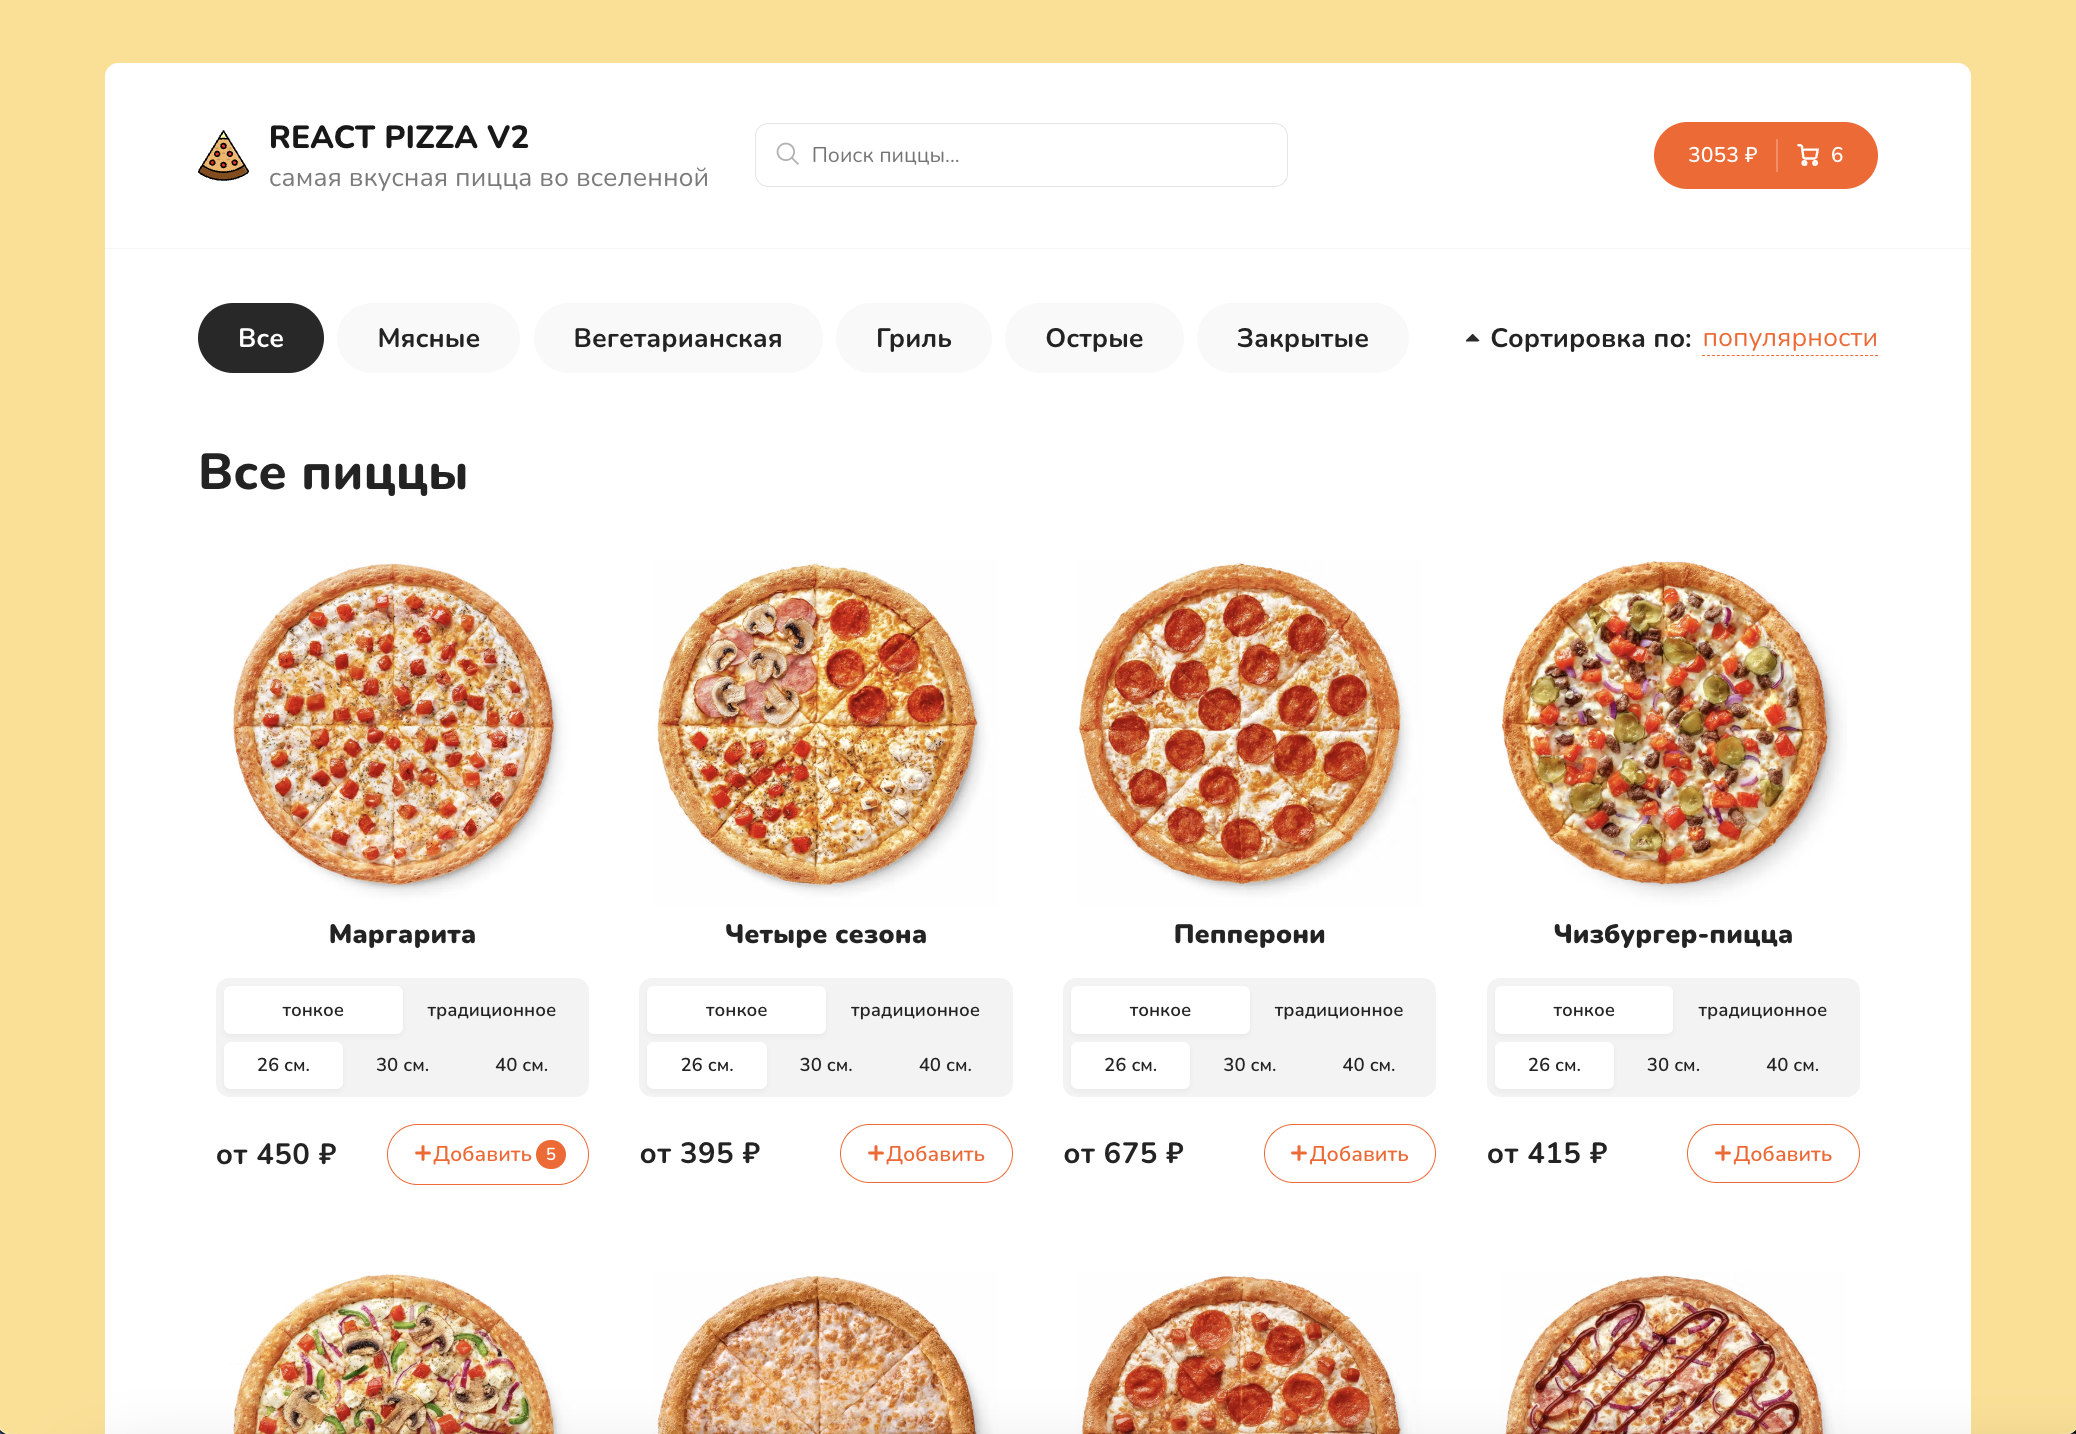 REACT PIZZA V2
самая вкусная пицца во вселенной
Поиск пиццы...
3053 ₽ 6
Все Мясные Вегетарианская Гриль Острые Закрытые Сортировка по: популярности
Все пиццы
Маргарита Четыре сезона Пепперони Чизбургер-пицца
тонкое традиционное тонкое традиционное тонкое традиционное тонкое традиционное
26 см. 30 см. 40 см. 26 см. 30 см. 40 см. 26 см. 30 см. 40 см. 26 см. 30 см. 40 см.
от 450 ₽ +Добавить 5 от 395 ₽ +Добавить от 675 ₽ +Добавить от 415 ₽ +Добавить